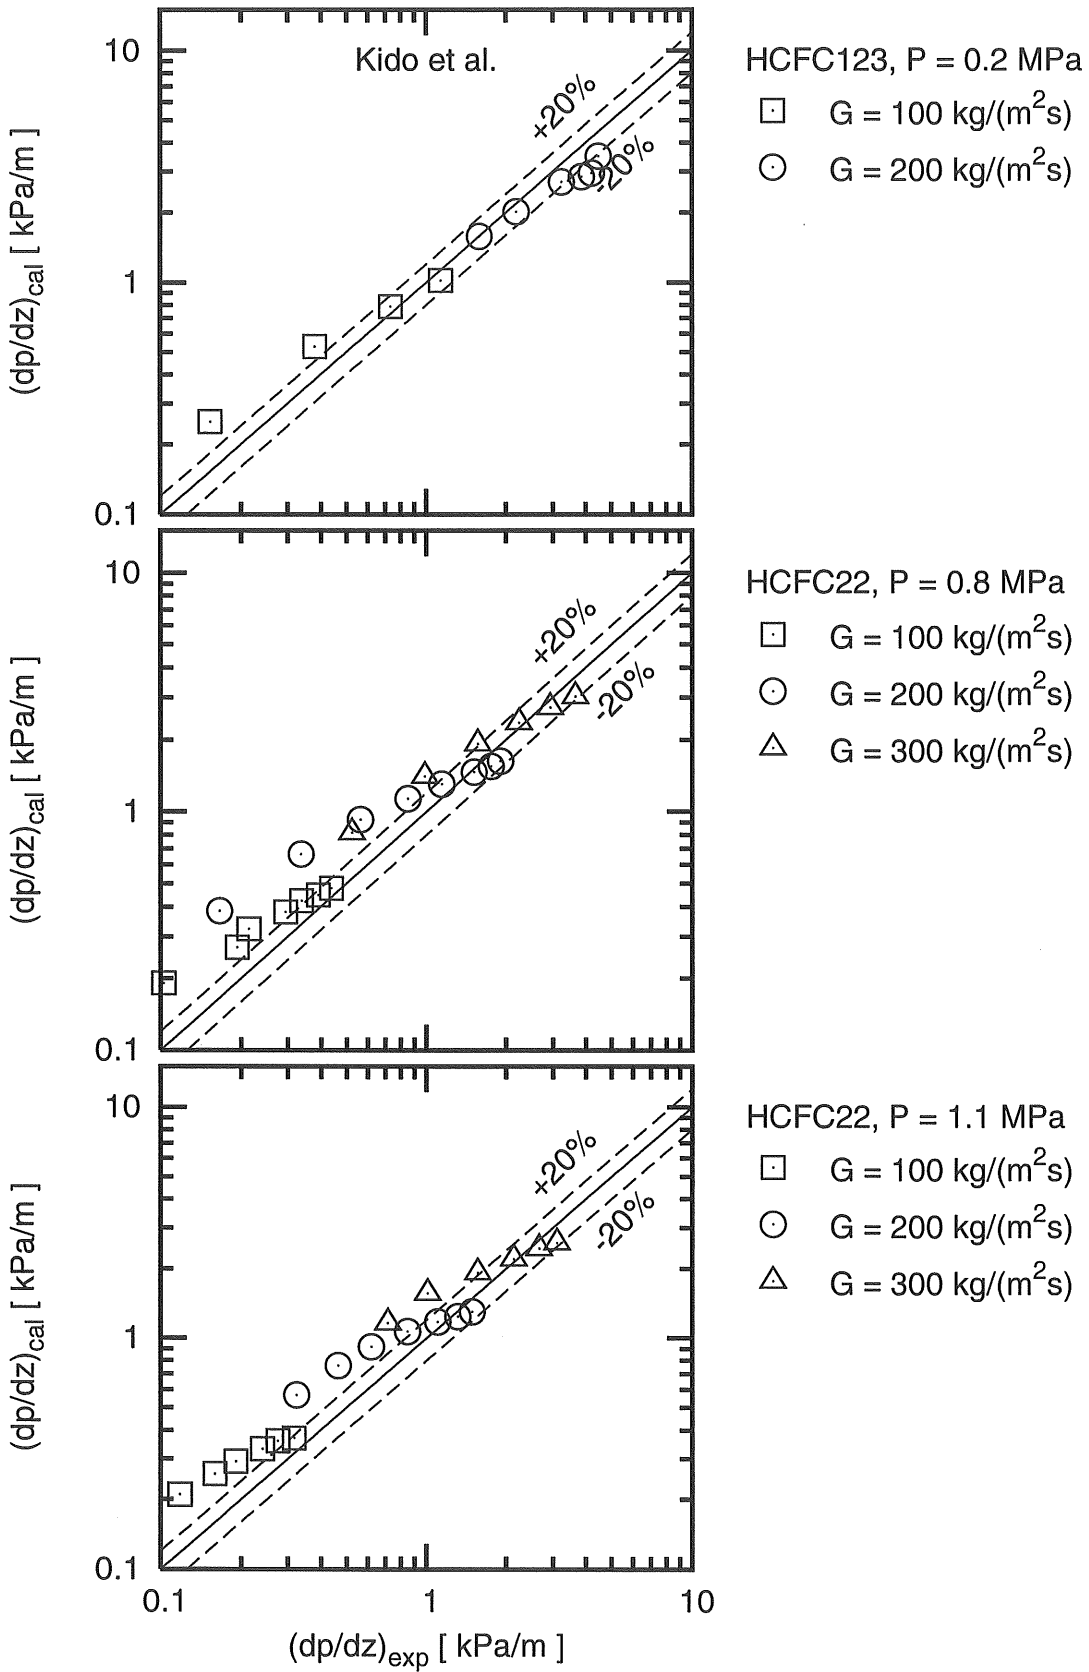 Kido et al.
10
1
0.1
(dp/dz)cal [ kPa/m ]
+20%
-20%
HCFC123, P = 0.2 MPa
G = 100 kg/(m²s)
G = 200 kg/(m²s)
10
1
0.1
(dp/dz)cal [ kPa/m ]
+20%
-20%
HCFC22, P = 0.8 MPa
G = 100 kg/(m²s)
G = 200 kg/(m²s)
G = 300 kg/(m²s)
10
1
0.1
(dp/dz)cal [ kPa/m ]
+20%
-20%
HCFC22, P = 1.1 MPa
G = 100 kg/(m²s)
G = 200 kg/(m²s)
G = 300 kg/(m²s)
0.1 1 10
(dp/dz)exp [ kPa/m ]